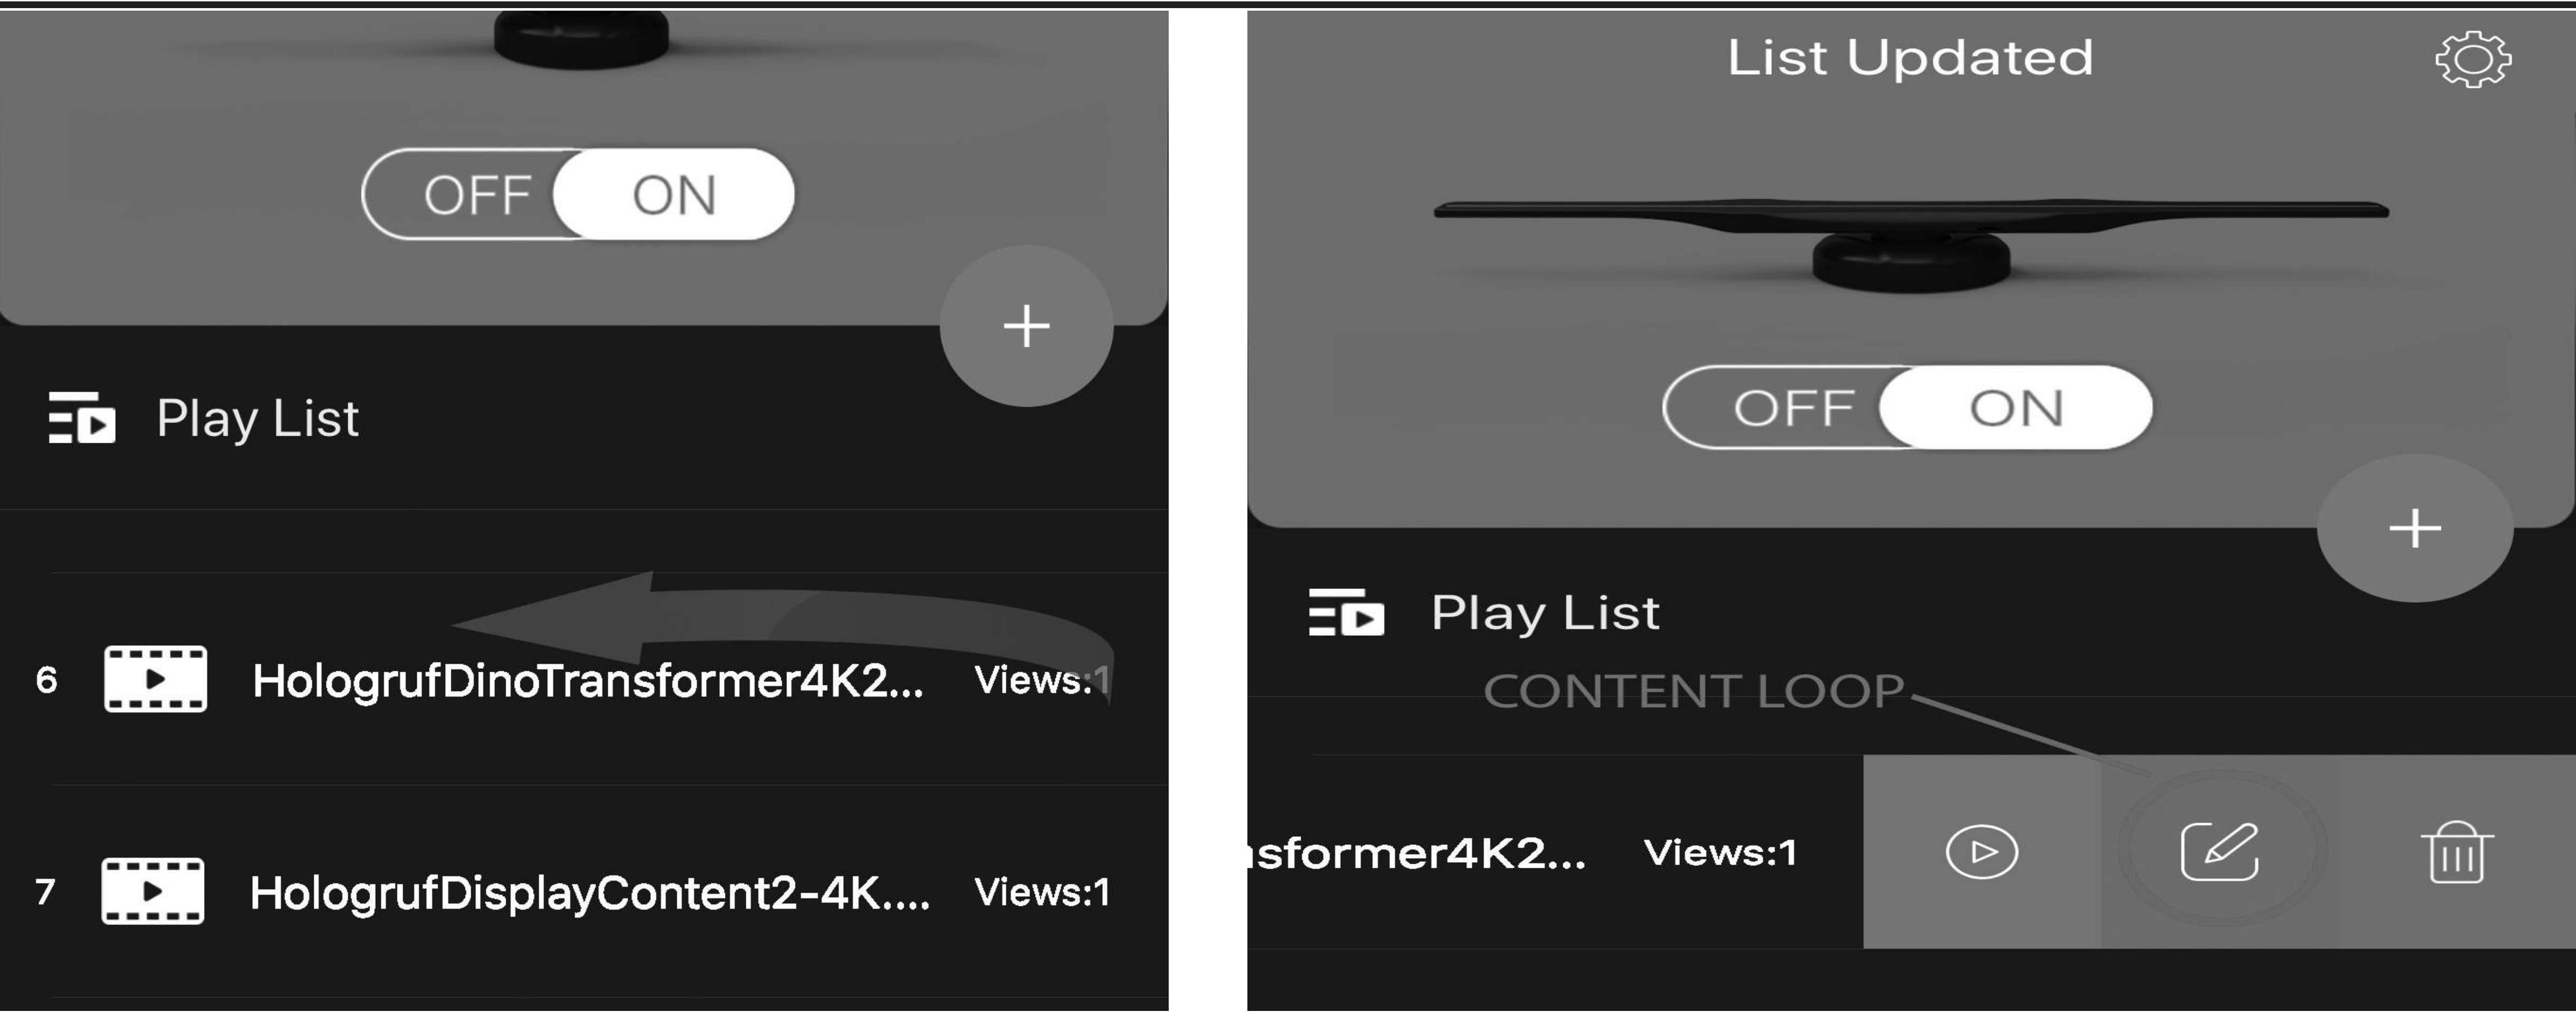 OFF ON
+
Play List
6 HologrufDinoTransformer4K2... Views:1
7 HologrufDisplayContent2-4K.... Views:1
List Updated
OFF ON
+
Play List
CONTENT LOOP
sformer4K2... Views:1